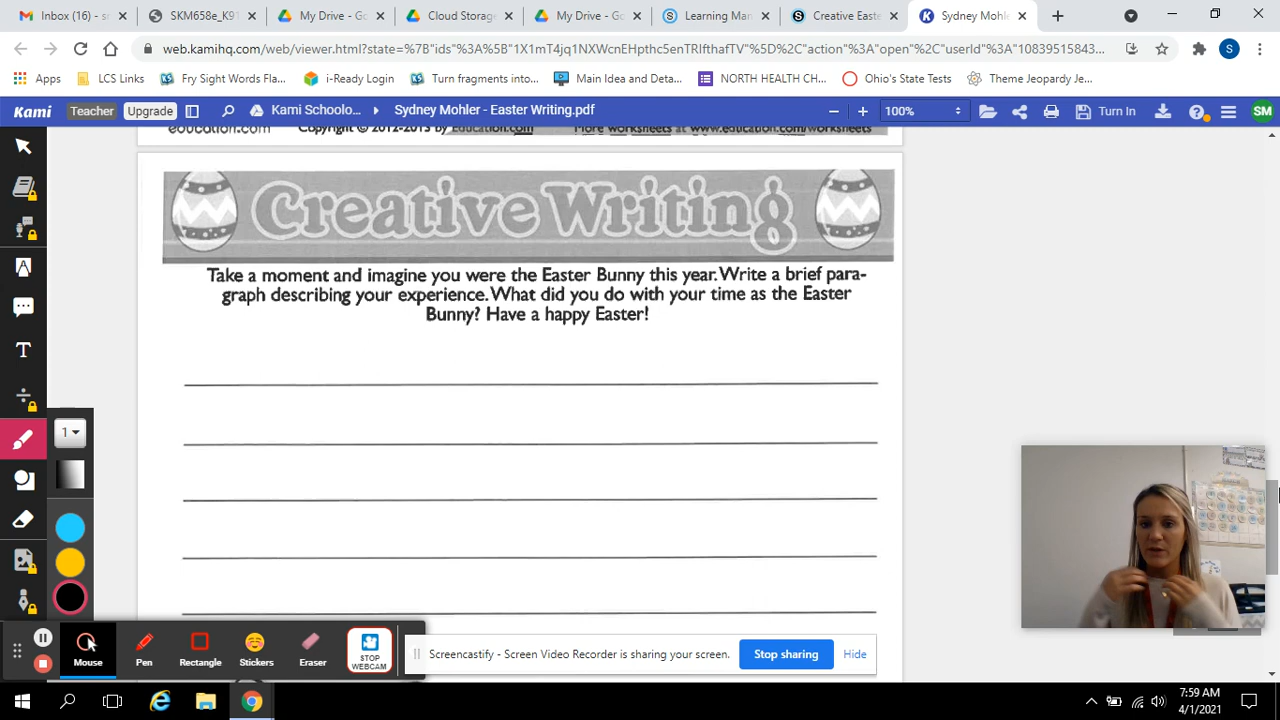 Inbox (16) - sr
SKM658e_K91
My Drive - Go
Cloud Storag
My Drive - Go
Learning Man
Creative Easte
Sydney Mohle
web.kamihq.com/web/viewer.html?state=%7B"ids"%3A%5B"1X1mT4jq1NXWcnEHpthc5enTRIfthafTV"%5D%2C"action"%3A"open"%2C"userId"%3A"10839515843...
S
Apps
LCS Links
Fry Sight Words Fla...
i-Ready Login
Turn fragments into...
Main Idea and Deta...
NORTH HEALTH CH...
Ohio's State Tests
Theme Jeopardy Je...
Kami
Teacher
Upgrade
Kami Schoolo...
Sydney Mohler - Easter Writing.pdf
100%
Turn In
SM
education.com
Copyright © 2012-2013 by Education.com
More worksheets at www.education.com/worksheets
Creative Writing
Take a moment and imagine you were the Easter Bunny this year. Write a brief para-
graph describing your experience. What did you do with your time as the Easter
Bunny? Have a happy Easter!
1
Mouse
Pen
Rectangle
Stickers
Eraser
STOP
WEBCAM
Screencastify - Screen Video Recorder is sharing your screen.
Stop sharing
Hide
7:59 AM
4/1/2021